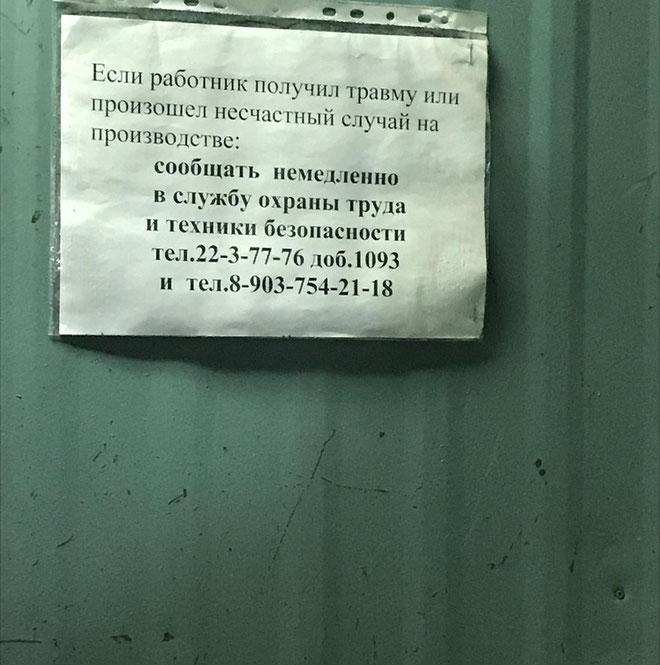 Если работник получил травму или
произошел несчастный случай на
производстве:
сообщать немедленно
в службу охраны труда
и техники безопасности
тел.22-3-77-76 доб.1093
и тел.8-903-754-21-18